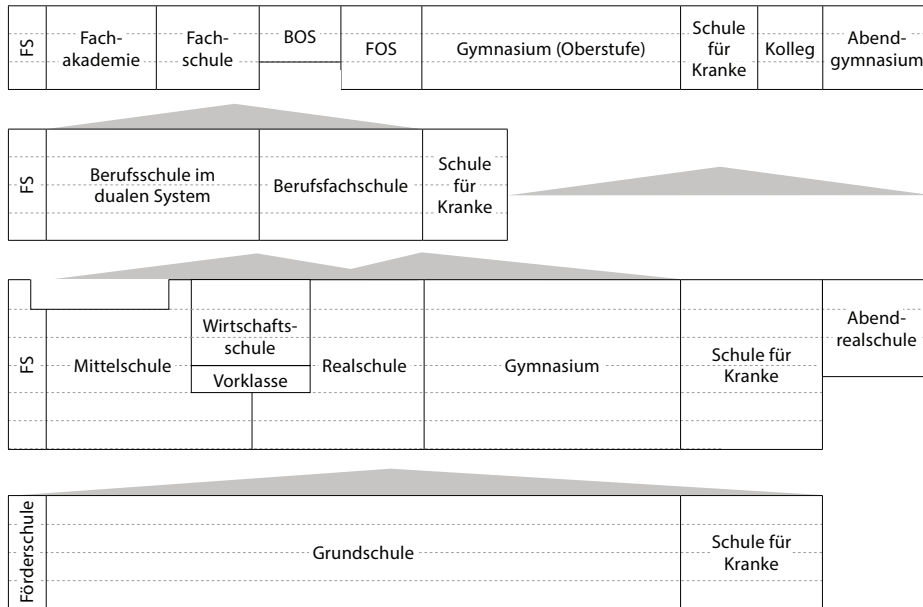 FS
Fach-
akademie
Fach-
schule
BOS
FOS
Gymnasium (Oberstufe)
Schule
für
Kranke
Kolleg
Abend-
gymnasium
FS
Berufsschule im
dualen System
Berufsfachschule
Schule
für
Kranke
FS
Mittelschule
Wirtschafts-
schule
Vorklasse
Realschule
Gymnasium
Schule für
Kranke
Abend-
realschule
Förderschule
Grundschule
Schule für
Kranke